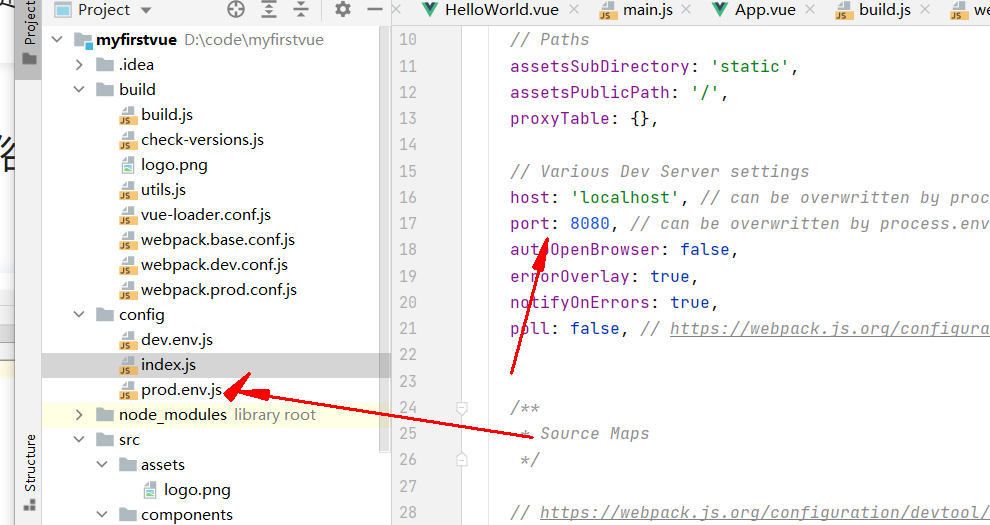 Project
Project
myfirstvue D:\code\myfirstvue
.idea
build
build.js
check-versions.js
logo.png
utils.js
vue-loader.conf.js
webpack.base.conf.js
webpack.dev.conf.js
webpack.prod.conf.js
config
dev.env.js
index.js
prod.env.js
node_modules library root
src
assets
logo.png
components
Structure
HelloWorld.vue
main.js
App.vue
build.js
we
10 // Paths
11 assetsSubDirectory: 'static',
12 assetsPublicPath: '/',
13 proxyTable: {},
14
15 // Various Dev Server settings
16 host: 'localhost', // can be overwritten by proc
17 port: 8080, // can be overwritten by process.env
18 autoOpenBrowser: false,
19 errorOverlay: true,
20 notifyOnErrors: true,
21 poll: false, // https://webpack.js.org/configura
22
23
24 /**
25 * Source Maps
26 */
27
28 // https://webpack.js.org/configuration/devtool/